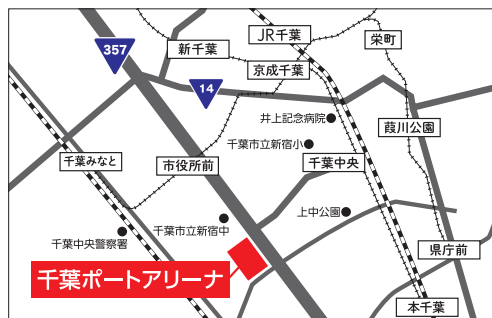 JR千葉
栄町
新千葉
357
京成千葉
14
井上記念病院
葭川公園
千葉市立新宿小
千葉みなと
市役所前
千葉中央
千葉市立新宿中
上中公園
千葉中央警察署
県庁前
千葉ポートアリーナ
本千葉